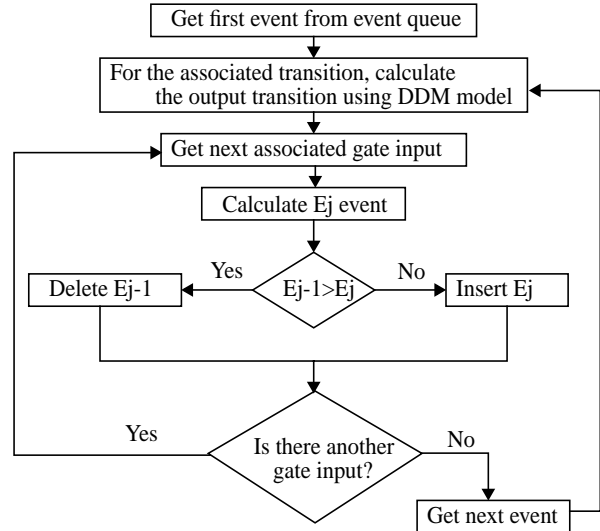 Get first event from event queue
For the associated transition, calculate
the output transition using DDM model
Get next associated gate input
Calculate Ej event
Yes
No
Delete Ej-1
Ej-1>Ej
Insert Ej
Yes
Is there another
gate input?
No
Get next event